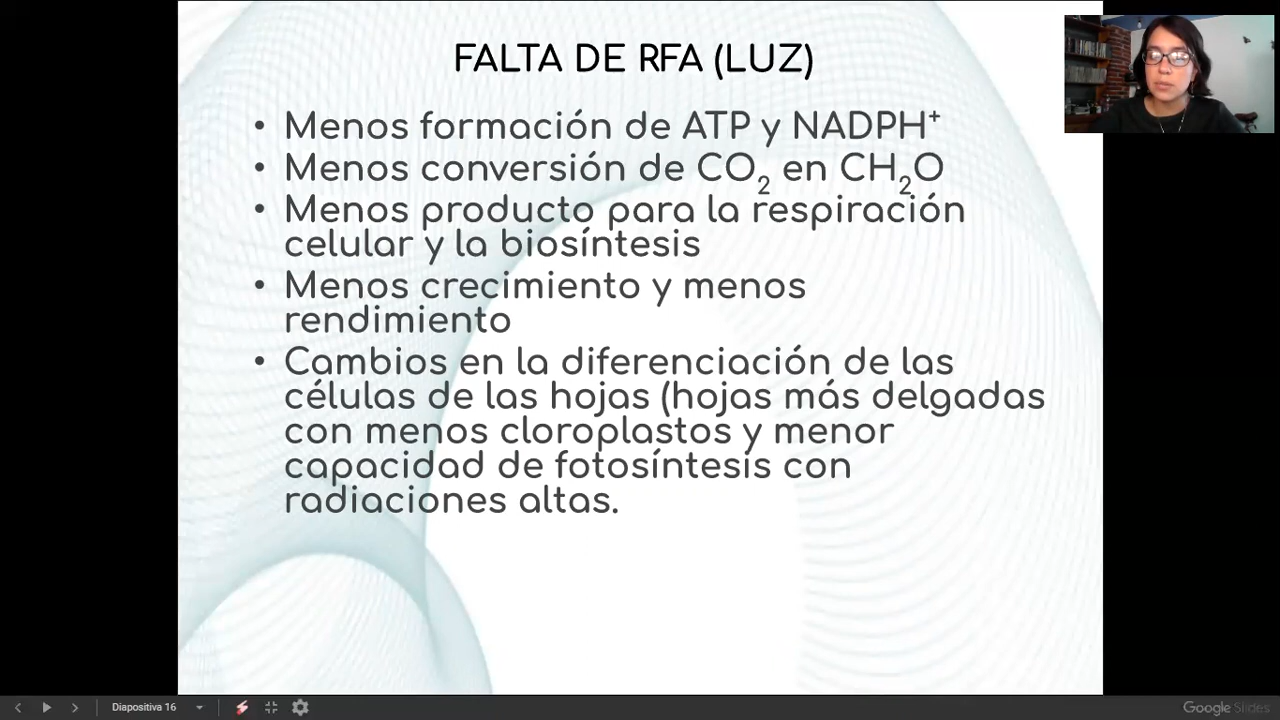 FALTA DE RFA (LUZ)
• Menos formación de ATP y NADPH⁺
• Menos conversión de CO₂ en CH₂O
• Menos producto para la respiración
celular y la biosíntesis
• Menos crecimiento y menos
rendimiento
• Cambios en la diferenciación de las
células de las hojas (hojas más delgadas
con menos cloroplastos y menor
capacidad de fotosíntesis con
radiaciones altas.
Diapositiva 16
Google Slides